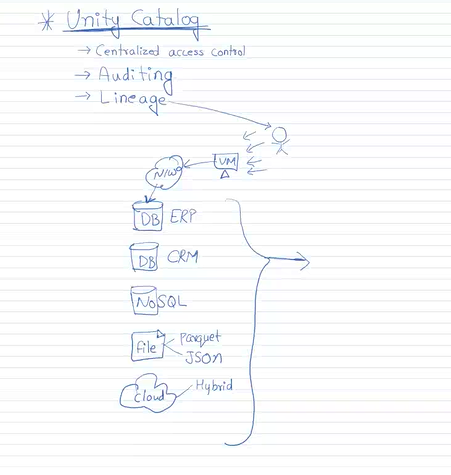 * Unity Catalog
→ Centralized access control
→ Auditing
→ Lineage
VM
N/W
DB ERP
DB CRM
NoSQL
file Parquet
JSON
Cloud Hybrid